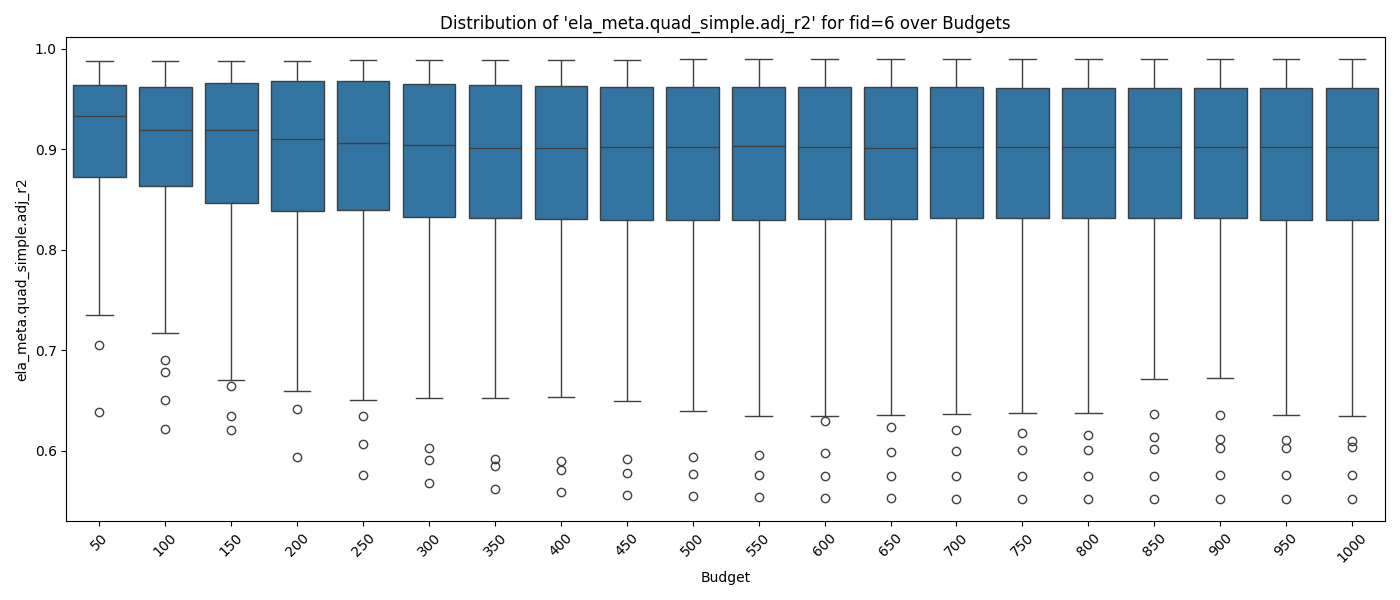 Distribution of 'ela_meta.quad_simple.adj_r2' for fid=6 over Budgets
ela_meta.quad_simple.adj_r2
1.0
0.9
0.8
0.7
0.6
50 100 150 200 250 300 350 400 450 500 550 600 650 700 750 800 850 900 950 1000
Budget